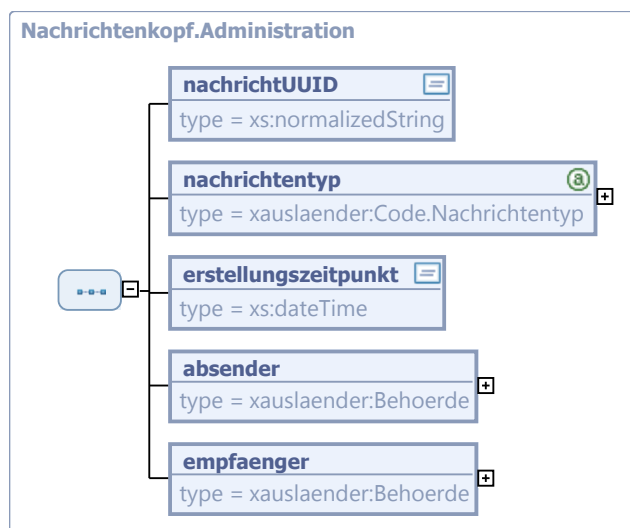 Nachrichtenkopf.Administration
nachrichtUUID
type = xs:normalizedString
nachrichtentyp
type = xauslaender:Code.Nachrichtentyp
erstellungszeitpunkt
type = xs:dateTime
absender
type = xauslaender:Behoerde
empfaenger
type = xauslaender:Behoerde